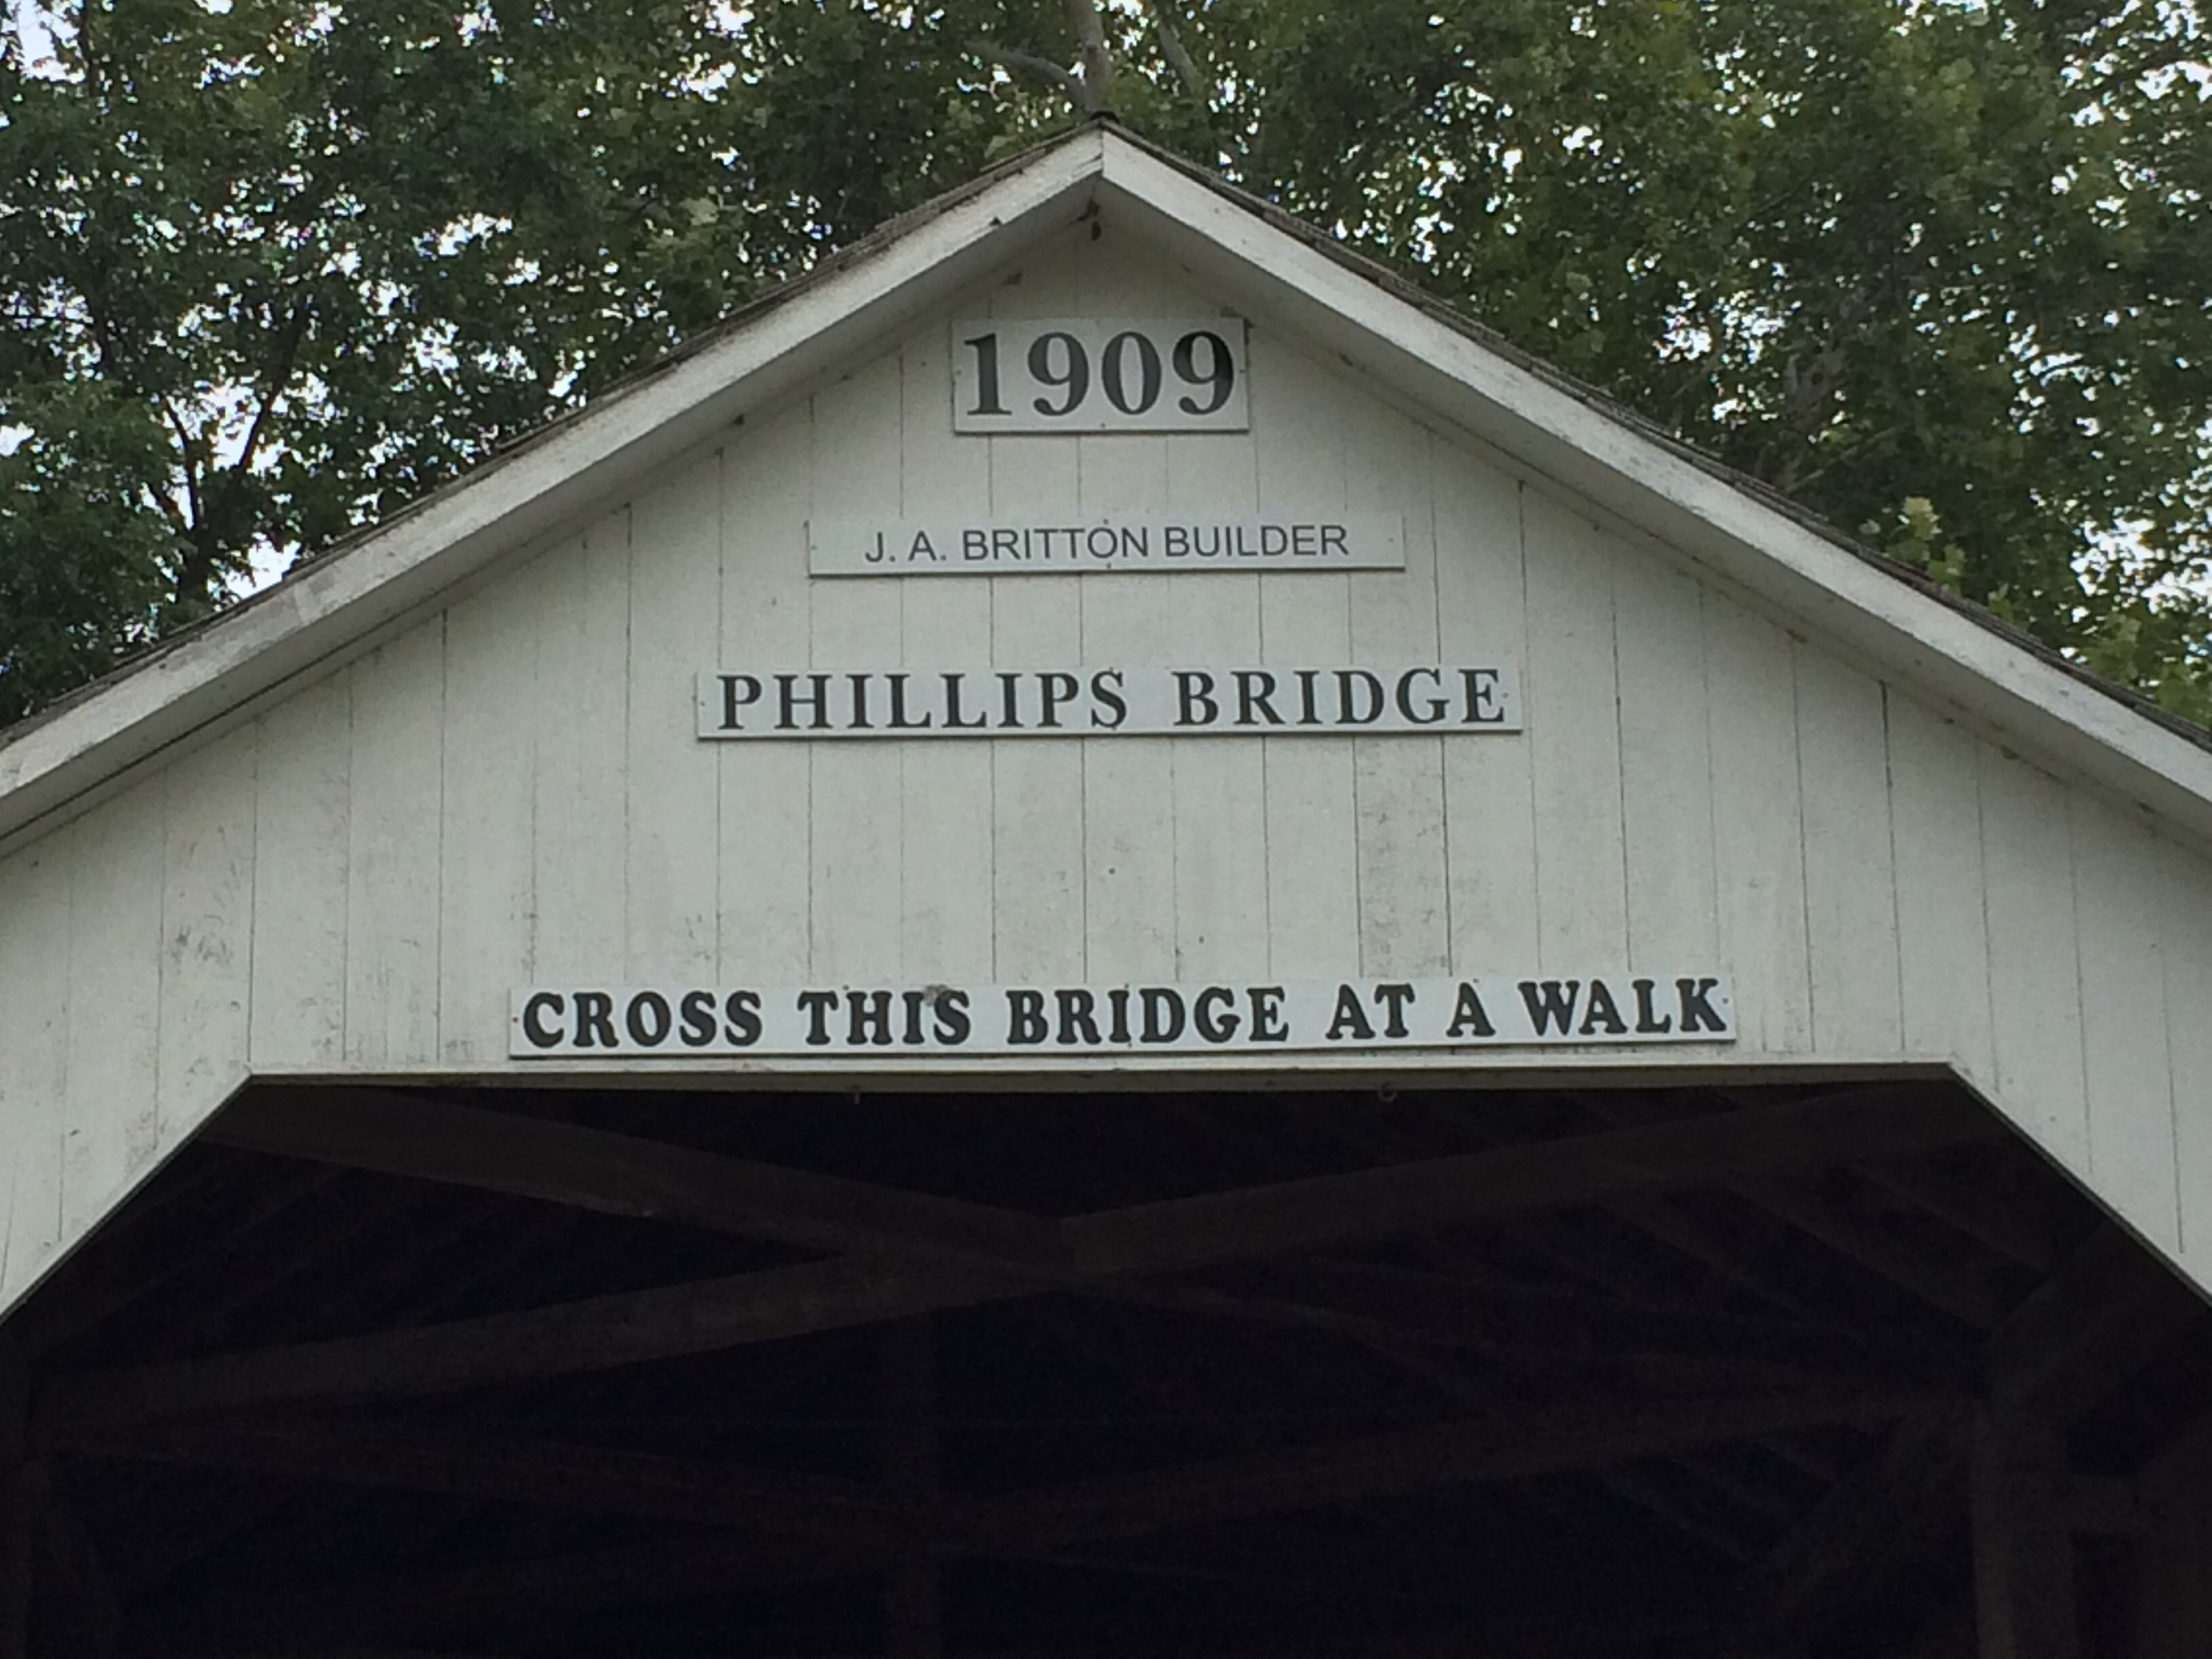 1909
J. A. BRITTON BUILDER
PHILLIPS BRIDGE
CROSS THIS BRIDGE AT A WALK